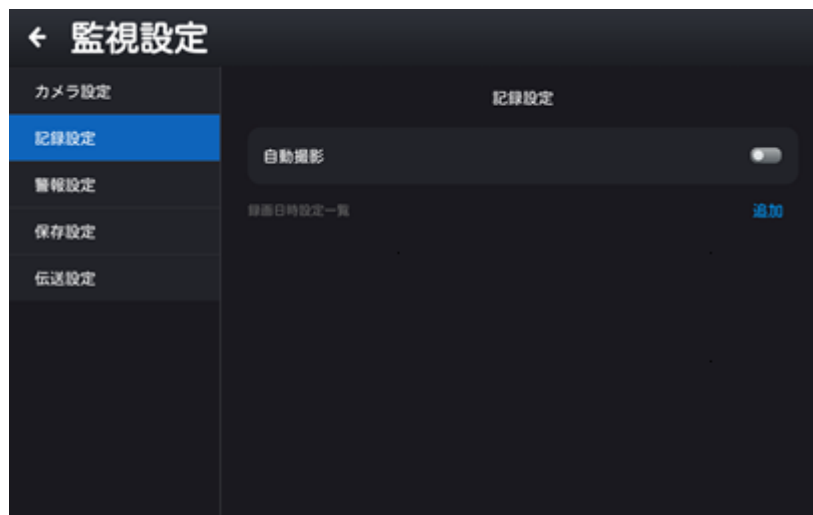 監視設定
カメラ設定
記録設定
警報設定
保存設定
伝送設定
記録設定
自動撮影
録画日時設定一覧
追加